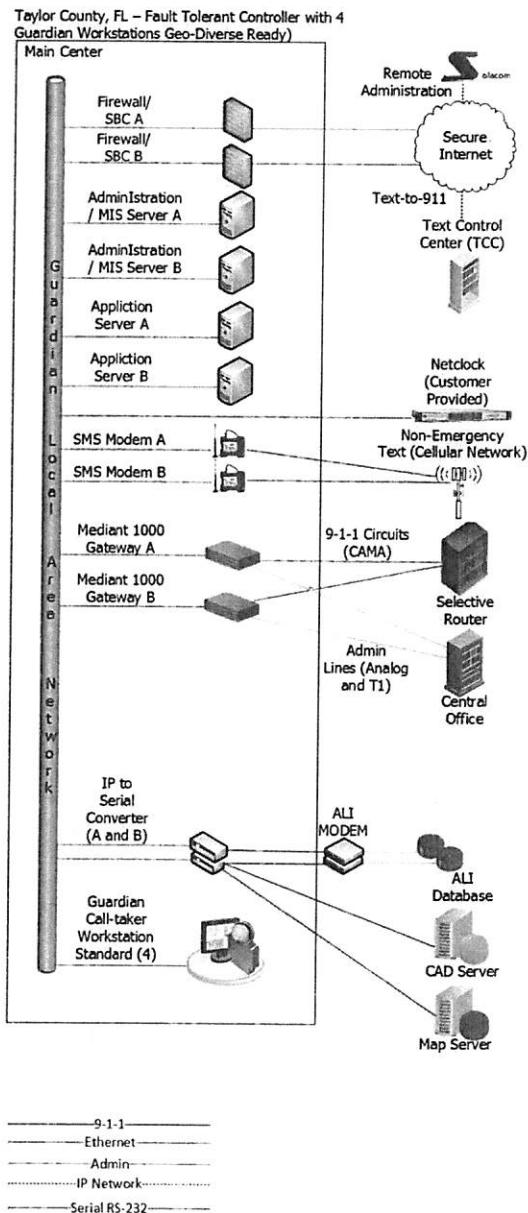 Taylor County, FL – Fault Tolerant Controller with 4
Guardian Workstations Geo-Diverse Ready)
Main Center
Remote
Administration
olacom
Firewall/
SBC A
Firewall/
SBC B
Secure
Internet
AdminIstration
/ MIS Server A
Text-to-911
Text Control
Center (TCC)
AdminIstration
/ MIS Server B
Appliction
Server A
Appliction
Server B
Guardian Local Area Network
Netclock
(Customer
Provided)
Non-Emergency
Text (Cellular Network)
SMS Modem A
SMS Modem B
Mediant 1000
Gateway A
Mediant 1000
Gateway B
9-1-1 Circuits
(CAMA)
Selective
Router
Admin
Lines (Analog
and T1)
Central
Office
IP to
Serial
Converter
(A and B)
ALI
MODEM
ALI
Database
Guardian
Call-taker
Workstation
Standard (4)
CAD Server
Map Server
9-1-1
Ethernet
Admin
IP Network
Serial RS-232